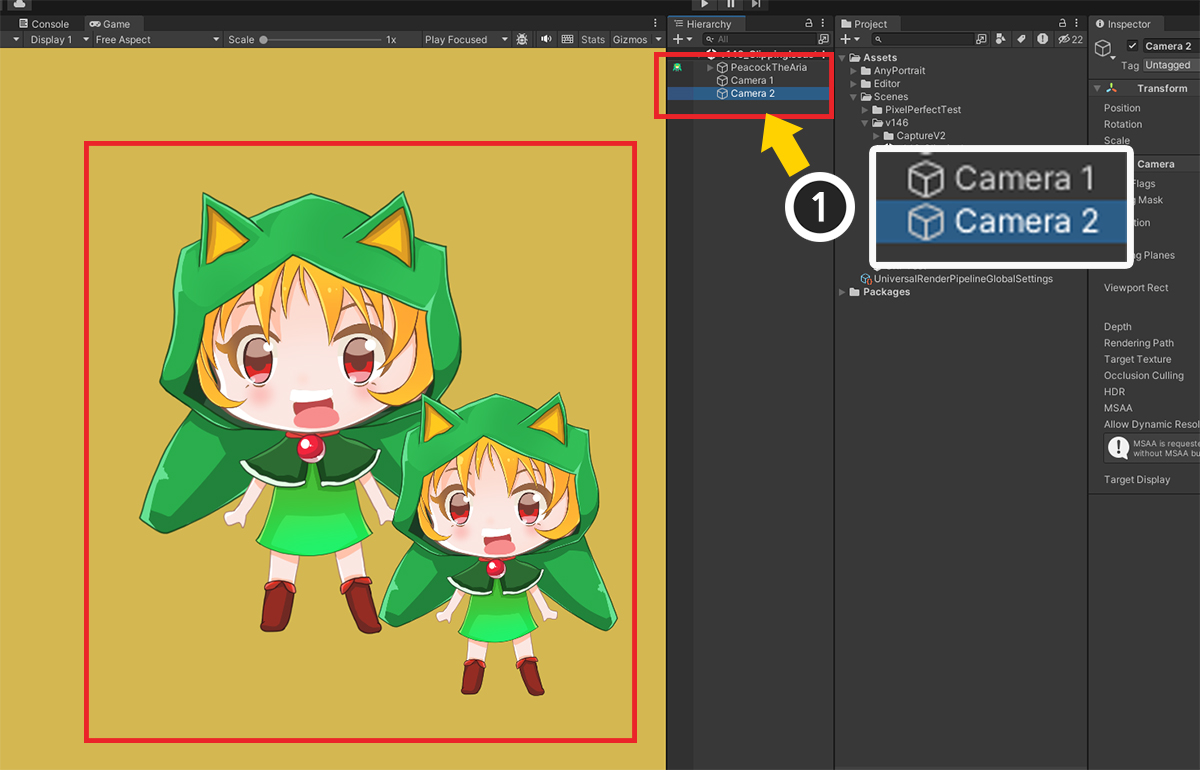 Console
Game
Display 1
Free Aspect
Scale
1x
Play Focused
Stats
Gizmos
Hierarchy
All
PeacockTheAria
Camera 1
Camera 2
1
Project
22
Assets
AnyPortrait
Editor
Scenes
PixelPerfectTest
v146
CaptureV2
Camera 1
Camera 2
UniversalRenderPipelineGlobalSettings
Packages
Inspector
Camera 2
Tag Untagged
Transform
Position
Rotation
Scale
Camera
Flags
Mask
Planes
Viewport Rect
Depth
Rendering Path
Target Texture
Occlusion Culling
HDR
MSAA
Allow Dynamic Resol
MSAA is requeste
without MSAA bu
Target Display